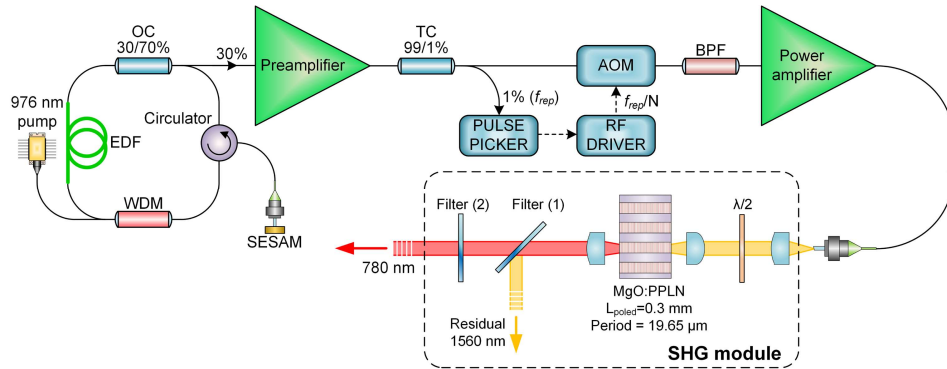 OC
30/70%
30%
Preamplifier
TC
99/1%
1% (f_rep)
PULSE
PICKER
RF
DRIVER
f_rep/N
AOM
BPF
Power
amplifier
976 nm
pump
EDF
Circulator
WDM
SESAM
Filter (2)
Filter (1)
λ/2
780 nm
Residual
1560 nm
MgO:PPLN
L_poled=0.3 mm
Period = 19.65 µm
SHG module